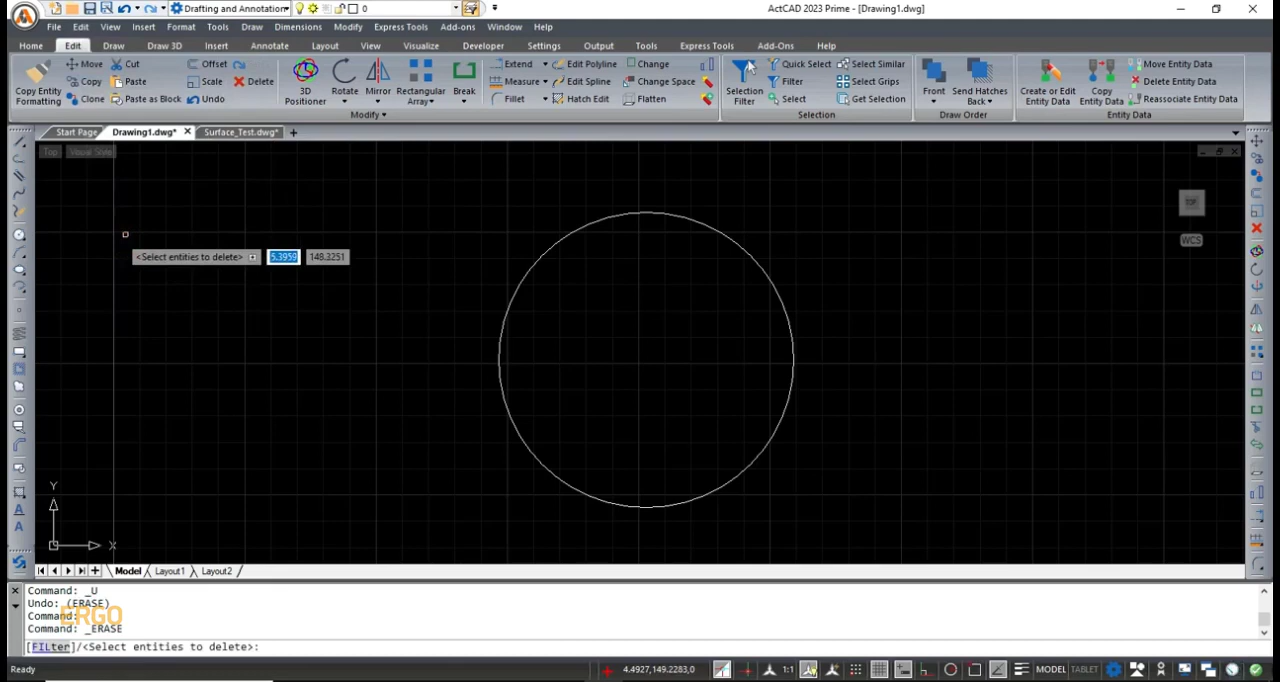 Drafting and Annotation 0 ActCAD 2023 Prime - [Drawing1.dwg]
File Edit View Insert Format Tools Draw Dimensions Modify Express Tools Add-ons Window Help
Home Edit Draw Draw 3D Insert Annotate Layout View Visualize Developer Settings Output Tools Express Tools Add-Ons Help
Move Cut Offset Extend Edit Polyline Change Quick Select Select Similar Move Entity Data
Copy Paste Scale Delete Measure Edit Spline Change Space Filter Select Grips Delete Entity Data
Clone Paste as Block Undo Fillet Hatch Edit Flatten Select Get Selection Reassociate Entity Data
Copy Entity Formatting 3D Positioner Rotate Mirror Rectangular Array Break Selection Filter Front Send Hatches Back Create or Edit Entity Data Copy Entity Data
Modify Selection Draw Order Entity Data
Start Page Drawing1.dwg* Surface_Test.dwg*
Top Visual Style
TOP
WCS
<Select entities to delete> 5.3959 148.3251
Y
X
Model Layout1 Layout2
Command: _U
Undo: (ERASE)
Command:
ERGO
Command: _ERASE
[FILter]/<Select entities to delete>:
Ready 4.4927,149.2283,0 1:1 MODEL TABLET